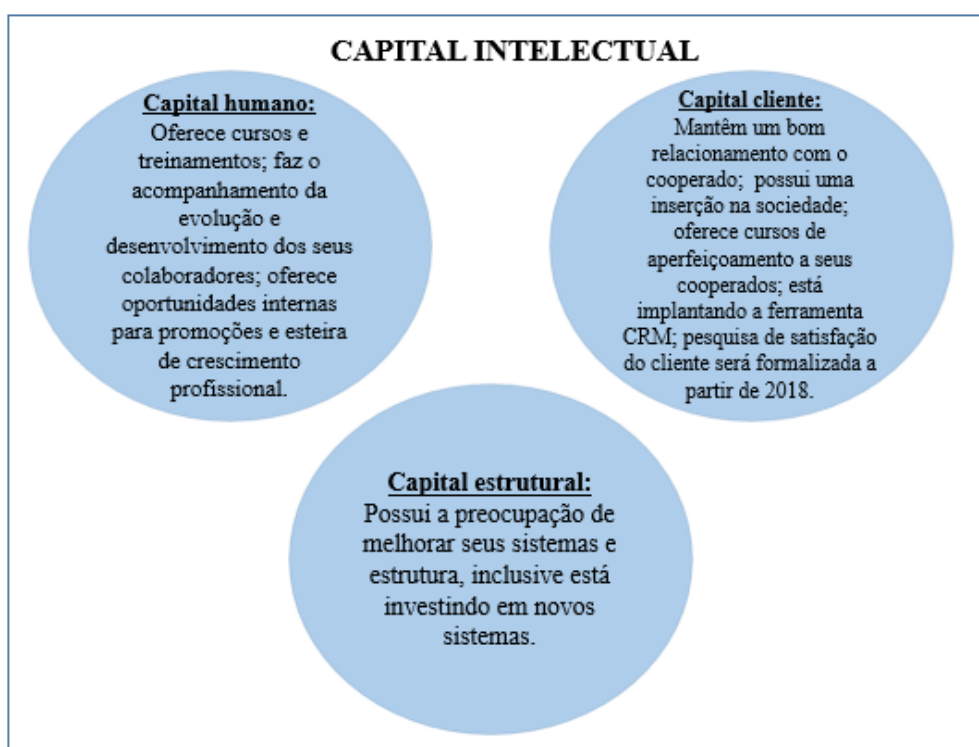 CAPITAL INTELECTUAL
Capital humano:
Oferece cursos e
treinamentos; faz o
acompanhamento da
evolução e
desenvolvimento dos seus
colaboradores; oferece
oportunidades internas
para promoções e esteira
de crescimento
profissional.
Capital cliente:
Mantêm um bom
relacionamento com o
cooperado; possui uma
inserção na sociedade;
oferece cursos de
aperfeiçoamento a seus
cooperados; está
implantando a ferramenta
CRM; pesquisa de satisfação
do cliente será formalizada a
partir de 2018.
Capital estrutural:
Possui a preocupação de
melhorar seus sistemas e
estrutura, inclusive está
investindo em novos
sistemas.